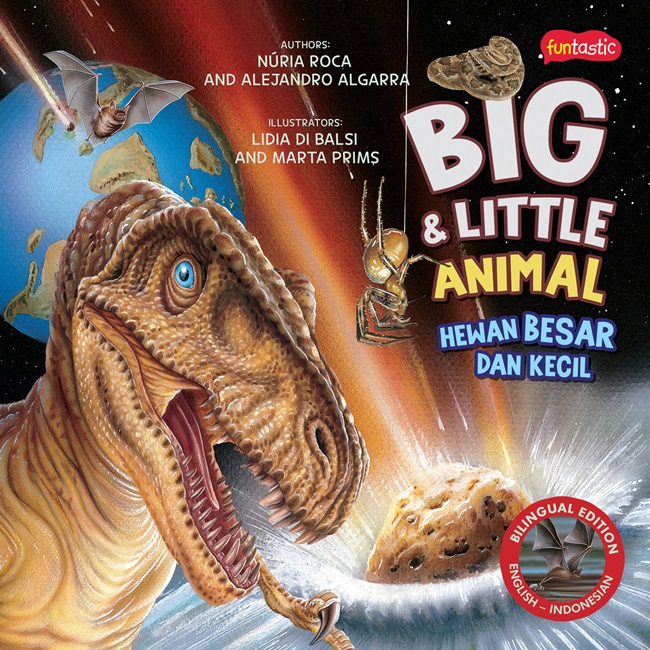 AUTHORS:
NÚRIA ROCA
AND ALEJANDRO ALGARRA
ILLUSTRATORS:
LIDIA DI BALSI
AND MARTA PRIMS
funtastic
BIG
& LITTLE
ANIMAL
HEWAN BESAR
DAN KECIL
BILINGUAL EDITION
ENGLISH – INDONESIAN